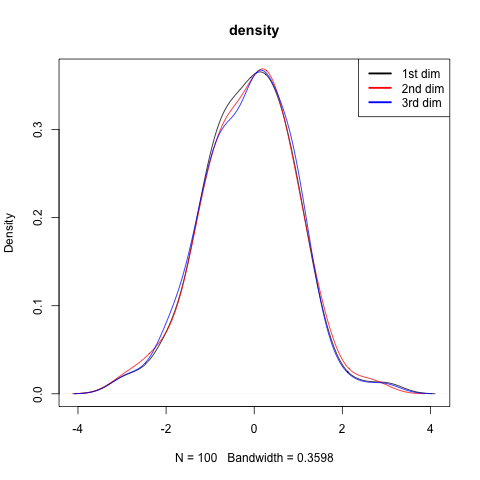 density
1st dim
2nd dim
3rd dim
Density
0.0
0.1
0.2
0.3
-4
-2
0
2
4
N = 100   Bandwidth = 0.3598